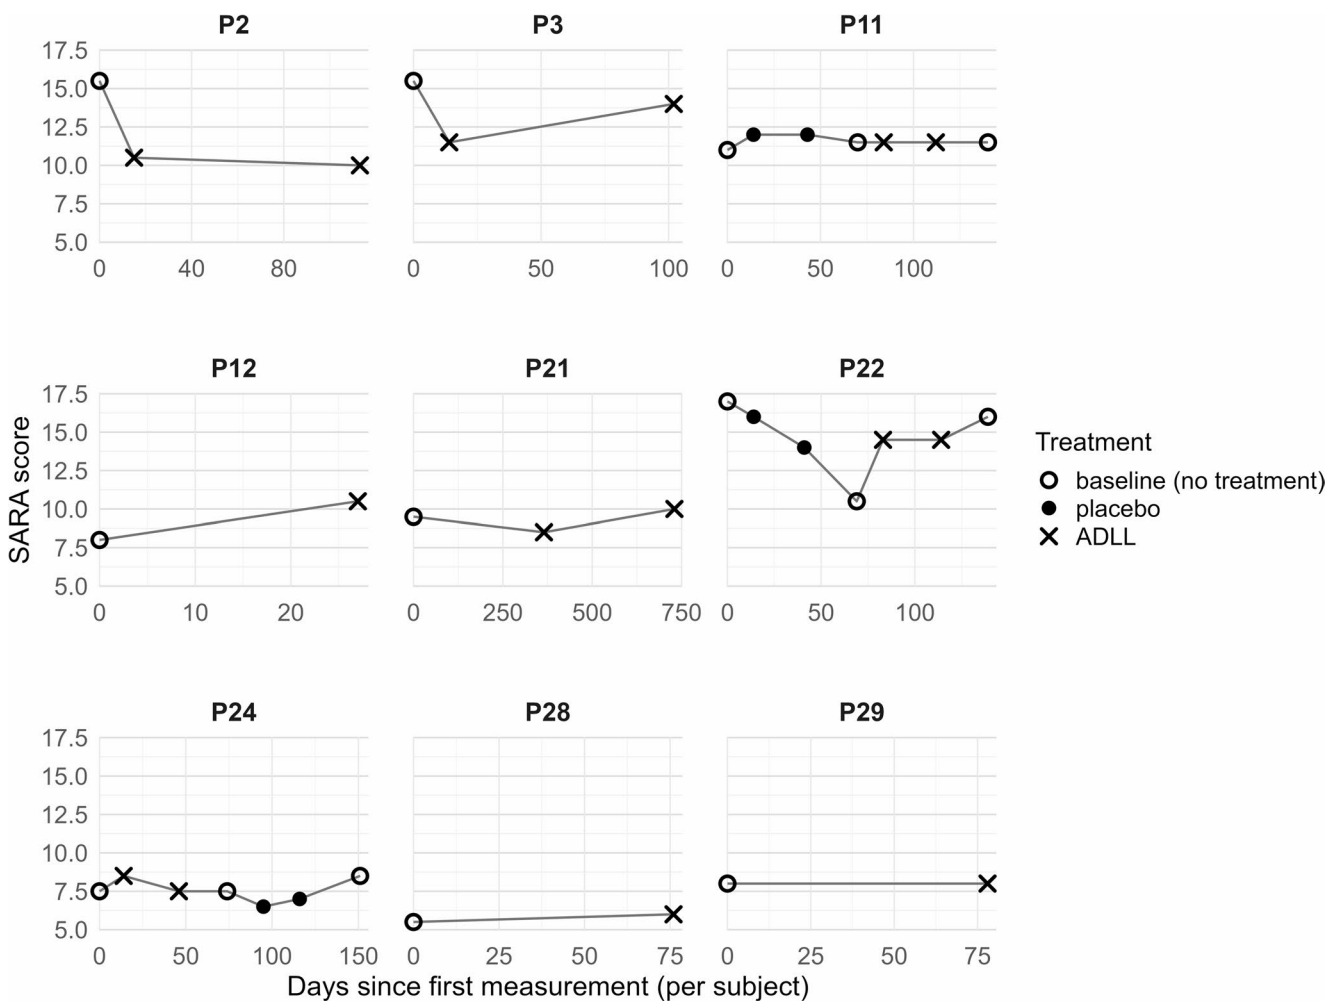 P2 P3 P11
17.5
15.0
12.5
10.0
7.5
5.0
0 40 80 0 50 100 0 50 100
P12 P21 P22
17.5
15.0
12.5
10.0
7.5
5.0
0 10 20 0 250 500 750 0 50 100
P24 P28 P29
17.5
15.0
12.5
10.0
7.5
5.0
0 50 100 150 0 25 50 75 0 25 50 75
SARA score
Days since first measurement (per subject)
Treatment
baseline (no treatment)
placebo
ADLL